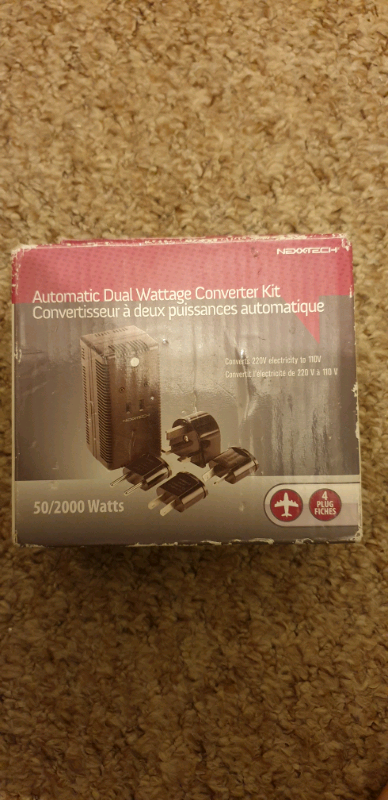 NEXXTECH
Automatic Dual Wattage Converter Kit
Convertisseur à deux puissances automatique
Converts 220V electricity to 110V
Convertit l'électricité de 220 V à 110 V
50/2000 Watts
4
PLUG
FICHES